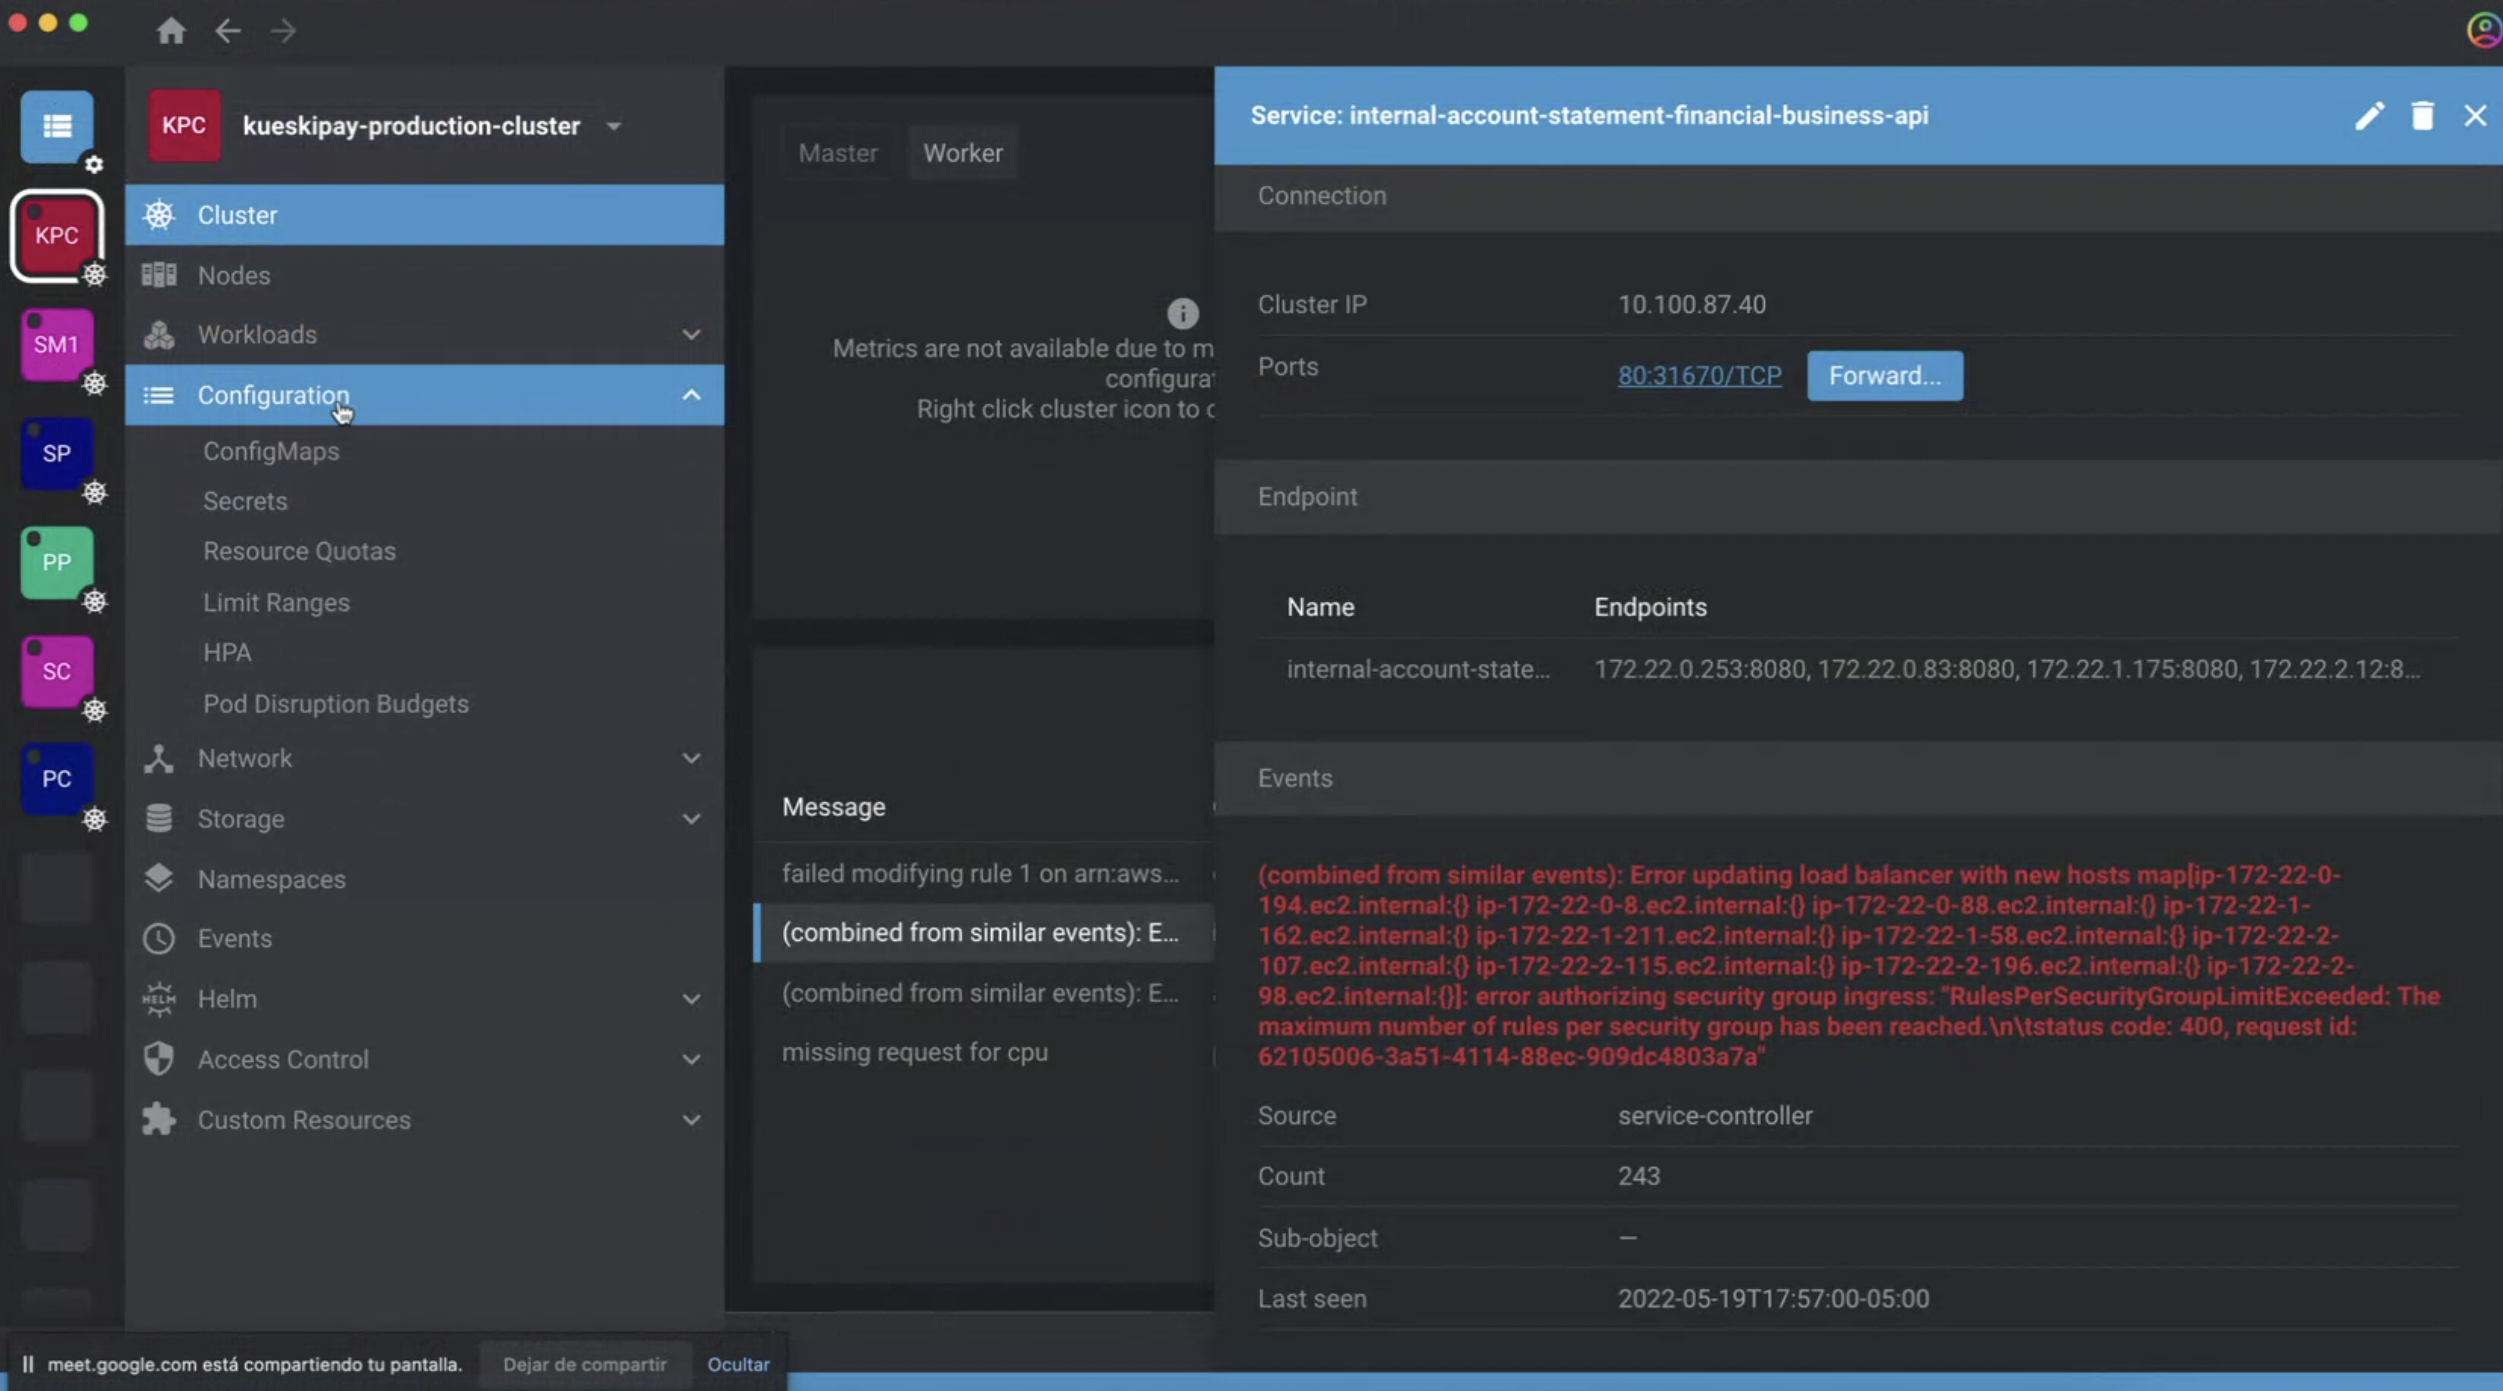 KPC
SM1
SP
PP
SC
PC
KPC kueskipay-production-cluster
Cluster
Nodes
Workloads
Configuration
ConfigMaps
Secrets
Resource Quotas
Limit Ranges
HPA
Pod Disruption Budgets
Network
Storage
Namespaces
Events
HELM Helm
Access Control
Custom Resources
Master Worker
Metrics are not available due to m
configura
Right click cluster icon to
Message
failed modifying rule 1 on arn:aws...
(combined from similar events): E...
(combined from similar events): E...
missing request for cpu
Service: internal-account-statement-financial-business-api
Connection
Cluster IP 10.100.87.40
Ports 80:31670/TCP Forward...
Endpoint
Name Endpoints
internal-account-state... 172.22.0.253:8080, 172.22.0.83:8080, 172.22.1.175:8080, 172.22.2.12:8...
Events
(combined from similar events): Error updating load balancer with new hosts map[ip-172-22-0-
194.ec2.internal:{} ip-172-22-0-8.ec2.internal:{} ip-172-22-0-88.ec2.internal:{} ip-172-22-1-
162.ec2.internal:{} ip-172-22-1-211.ec2.internal:{} ip-172-22-1-58.ec2.internal:{} ip-172-22-2-
107.ec2.internal:{} ip-172-22-2-115.ec2.internal:{} ip-172-22-2-196.ec2.internal:{} ip-172-22-2-
98.ec2.internal:{}]: error authorizing security group ingress: "RulesPerSecurityGroupLimitExceeded: The
maximum number of rules per security group has been reached.\n\tstatus code: 400, request id:
62105006-3a51-4114-88ec-909dc4803a7a"
Source service-controller
Count 243
Sub-object —
Last seen 2022-05-19T17:57:00-05:00
meet.google.com está compartiendo tu pantalla. Dejar de compartir Ocultar